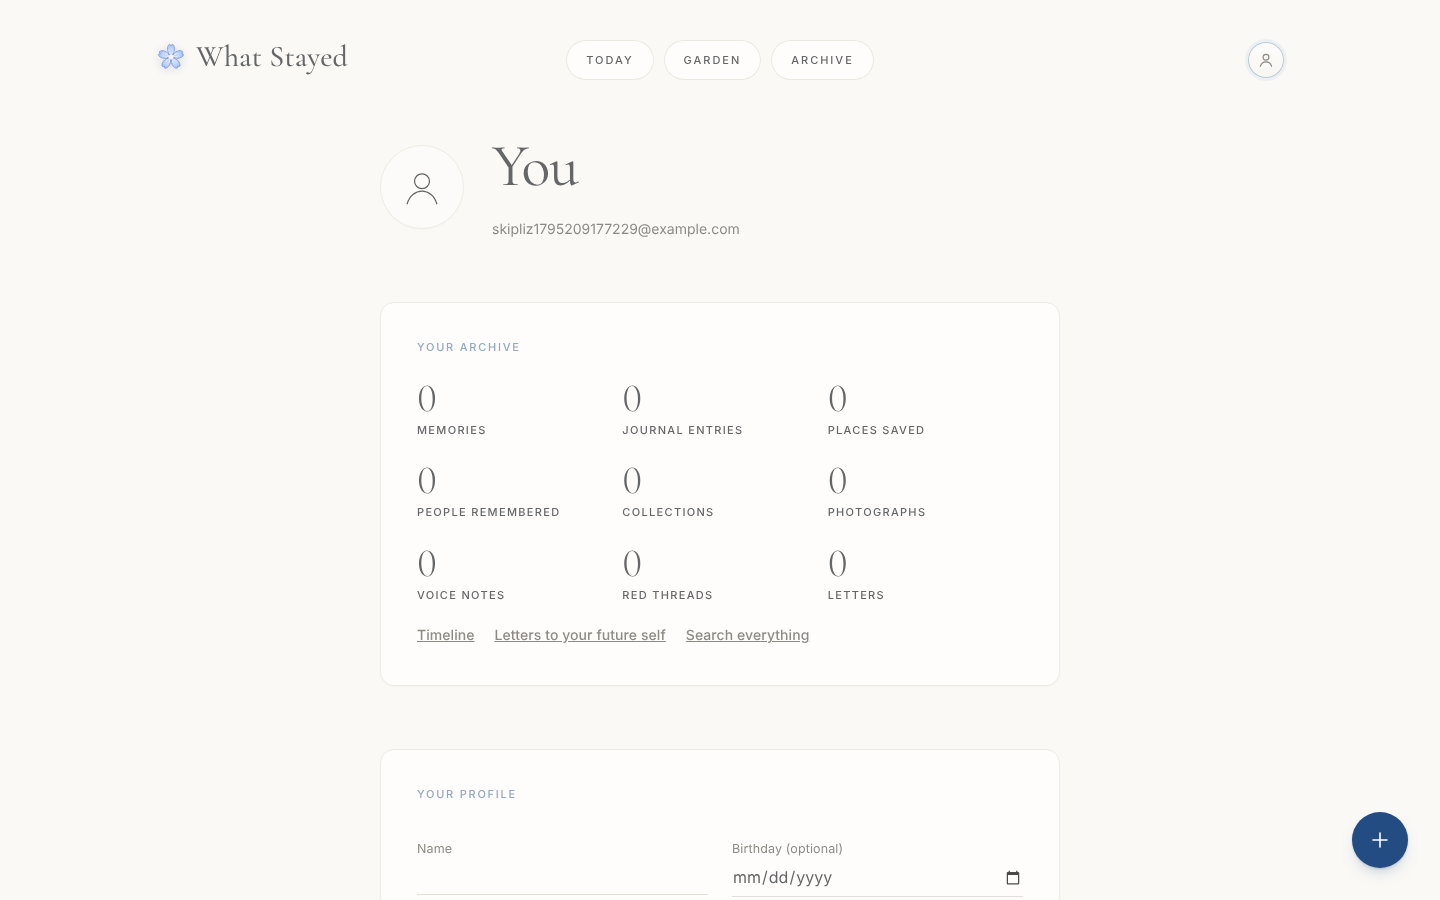 What Stayed
TODAY
GARDEN
ARCHIVE
You
skipliz1795209177229@example.com
YOUR ARCHIVE
0
MEMORIES
0
JOURNAL ENTRIES
0
PLACES SAVED
0
PEOPLE REMEMBERED
0
COLLECTIONS
0
PHOTOGRAPHS
0
VOICE NOTES
0
RED THREADS
0
LETTERS
Timeline
Letters to your future self
Search everything
YOUR PROFILE
Name
Birthday (optional)
mm/dd/yyyy